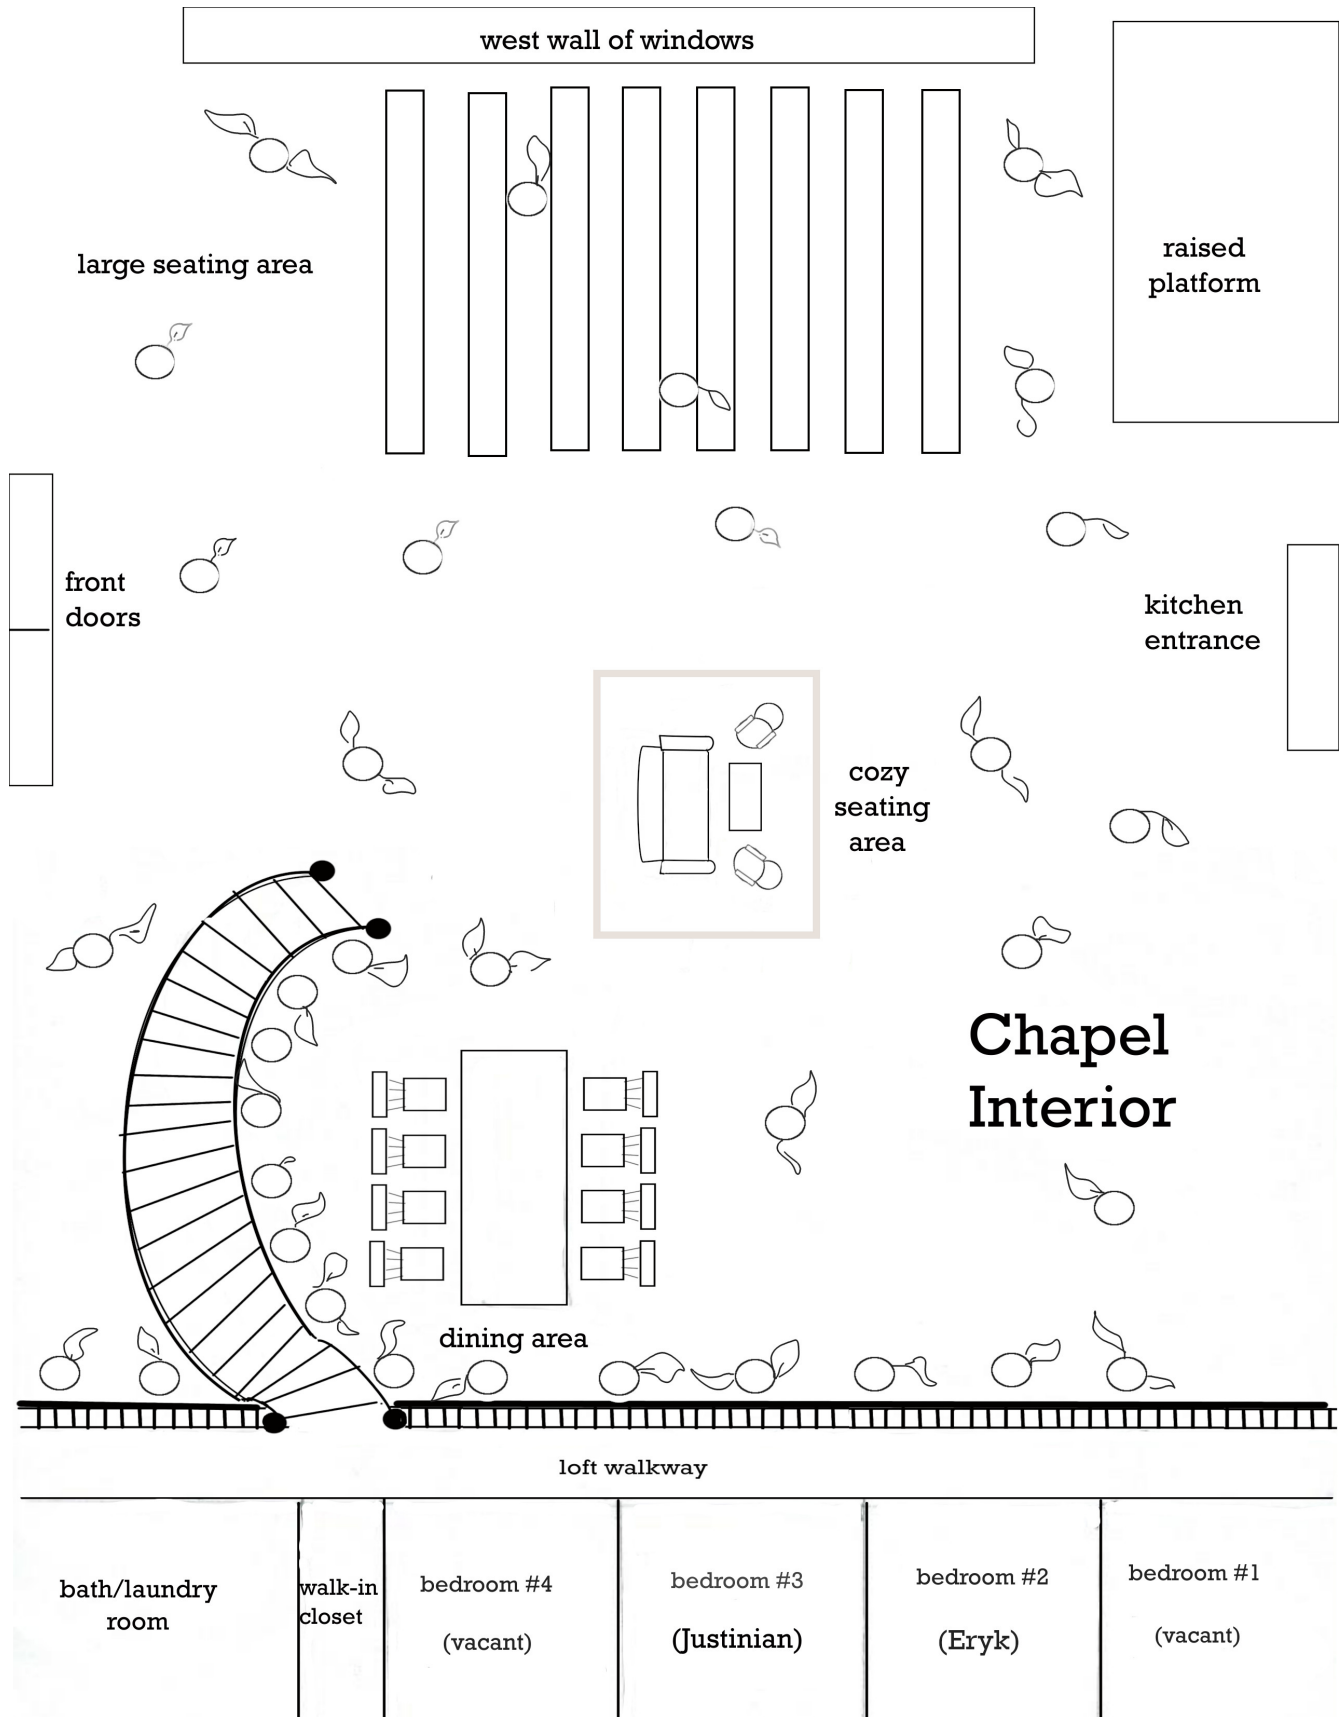 west wall of windows
large seating area
raised
platform
front
doors
kitchen
entrance
cozy
seating
area
Chapel
Interior
dining area
loft walkway
bath/laundry
room
walk-in
closet
bedroom #4
(vacant)
bedroom #3
(Justinian)
bedroom #2
(Eryk)
bedroom #1
(vacant)